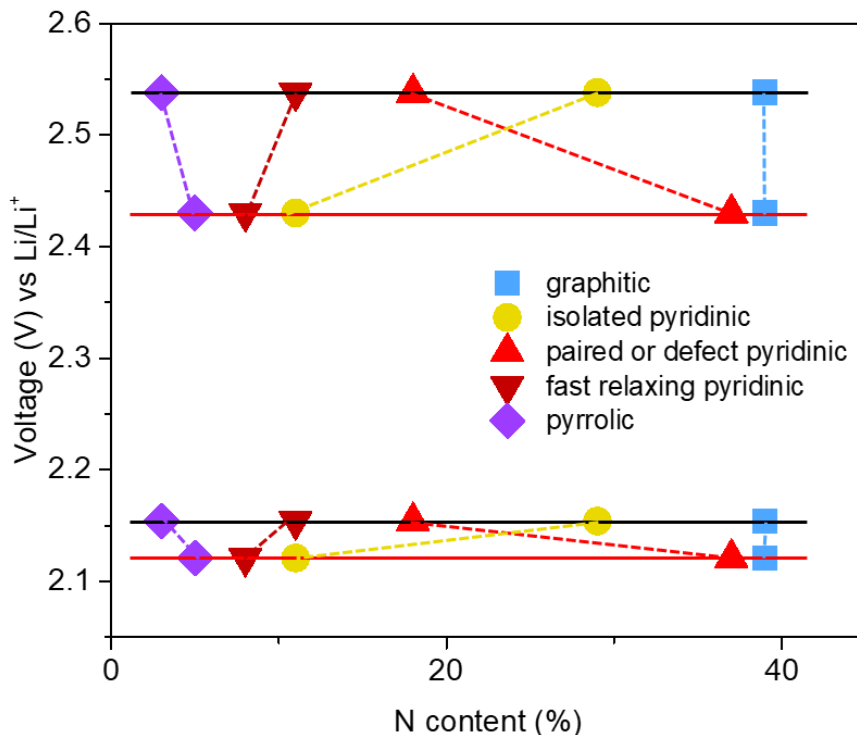 2.6
2.5
2.4
2.3
2.2
2.1
Voltage (V) vs Li/Li⁺
graphitic
isolated pyridinic
paired or defect pyridinic
fast relaxing pyridinic
pyrrolic
0
20
40
N content (%)